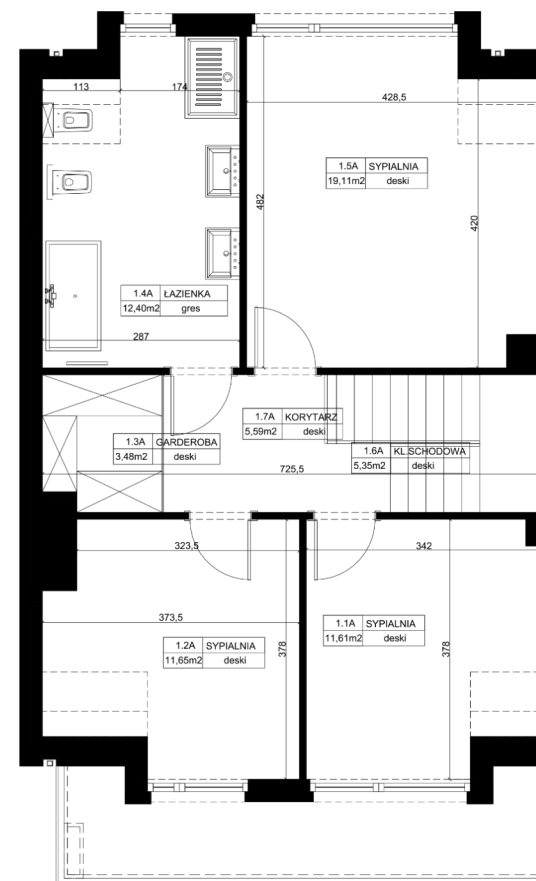 113
174
428,5
1.5A SYPIALNIA
19,11m2 deski
482
420
1.4A ŁAZIENKA
12,40m2 gres
287
1.7A KORYTARZ
5,59m2 deski
1.3A GARDEROBA
3,48m2 deski
1.6A KL.SCHODOWA
5,35m2 deski
725,5
323,5
342
373,5
1.1A SYPIALNIA
11,61m2 deski
1.2A SYPIALNIA
11,65m2 deski
378
378